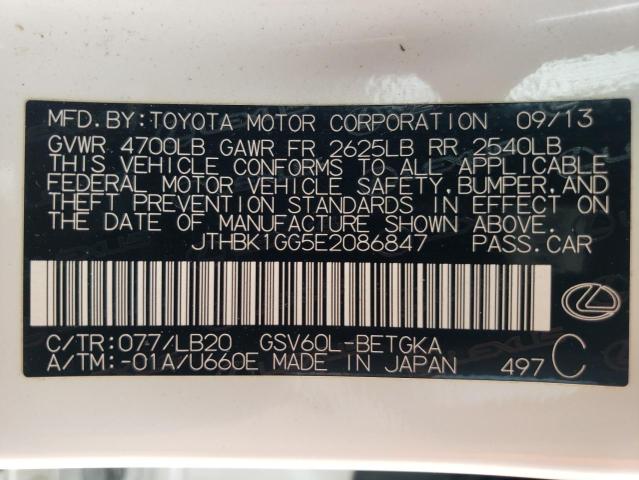 MFD. BY: TOYOTA MOTOR CORPORATION 09/13
GVWR 4700LB GAWR FR 2625LB RR 2540LB
THIS VEHICLE CONFORMS TO ALL APPLICABLE
FEDERAL MOTOR VEHICLE SAFETY, BUMPER, AND
THEFT PREVENTION STANDARDS IN EFFECT ON
THE DATE OF MANUFACTURE SHOWN ABOVE.
JTHBK1GG5E2086847 PASS.CAR
C/TR:077/LB20 GSV60L-BETGKA
A/TM:-01A/U660E MADE IN JAPAN 497 C